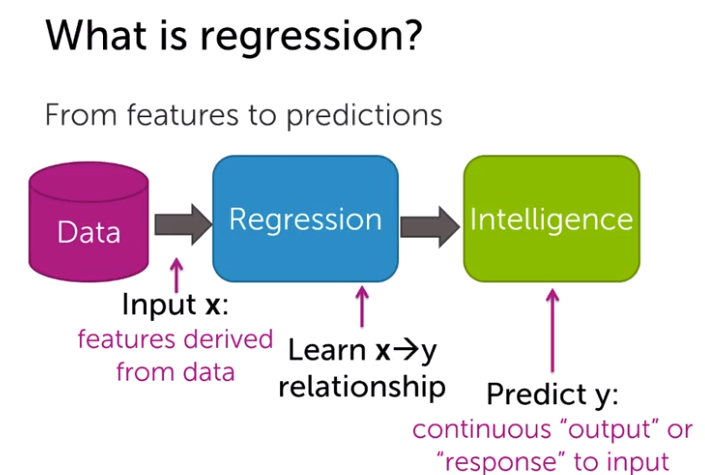 What is regression?
From features to predictions
Data
Regression
Intelligence
Input x:
features derived
from data
Learn x→y
relationship
Predict y:
continuous “output” or
“response” to input